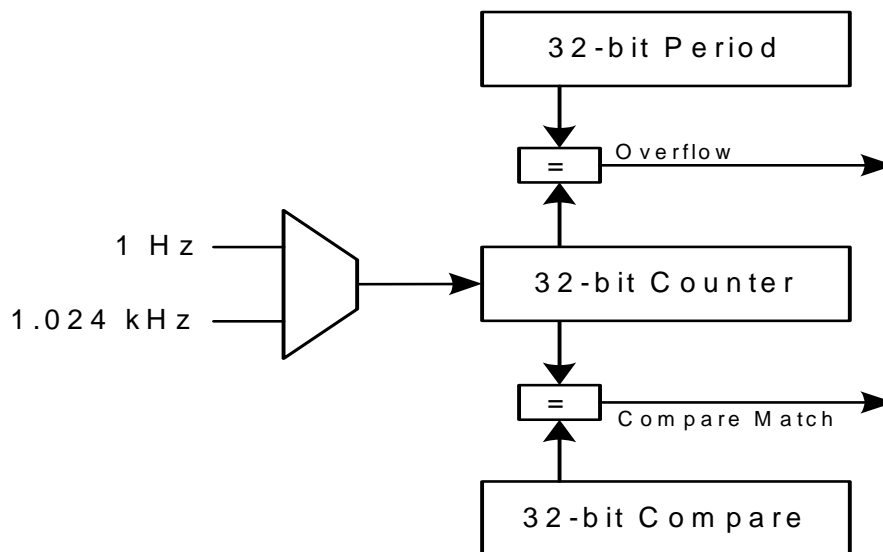 32-bit Period
Overflow
=
1 Hz
32-bit Counter
1.024 kHz
=
Compare Match
32-bit Compare